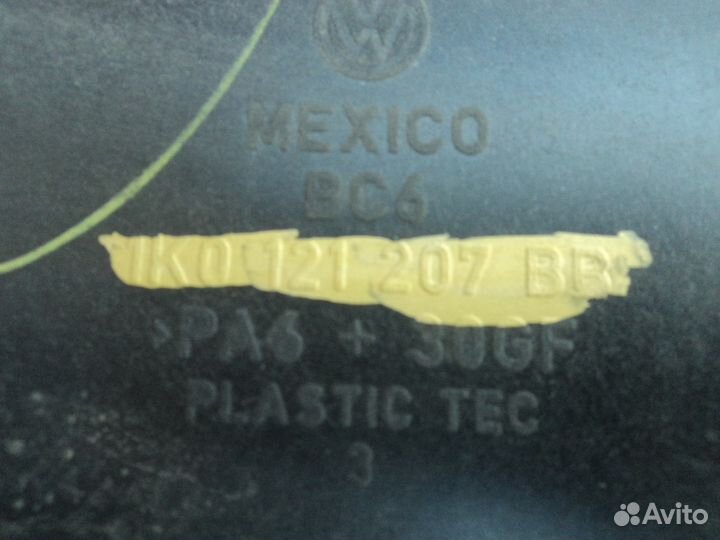 MEXICO
BC6
1K0 121 207 BB
>PA6 + 30GF
PLASTIC TEC
3
Avito